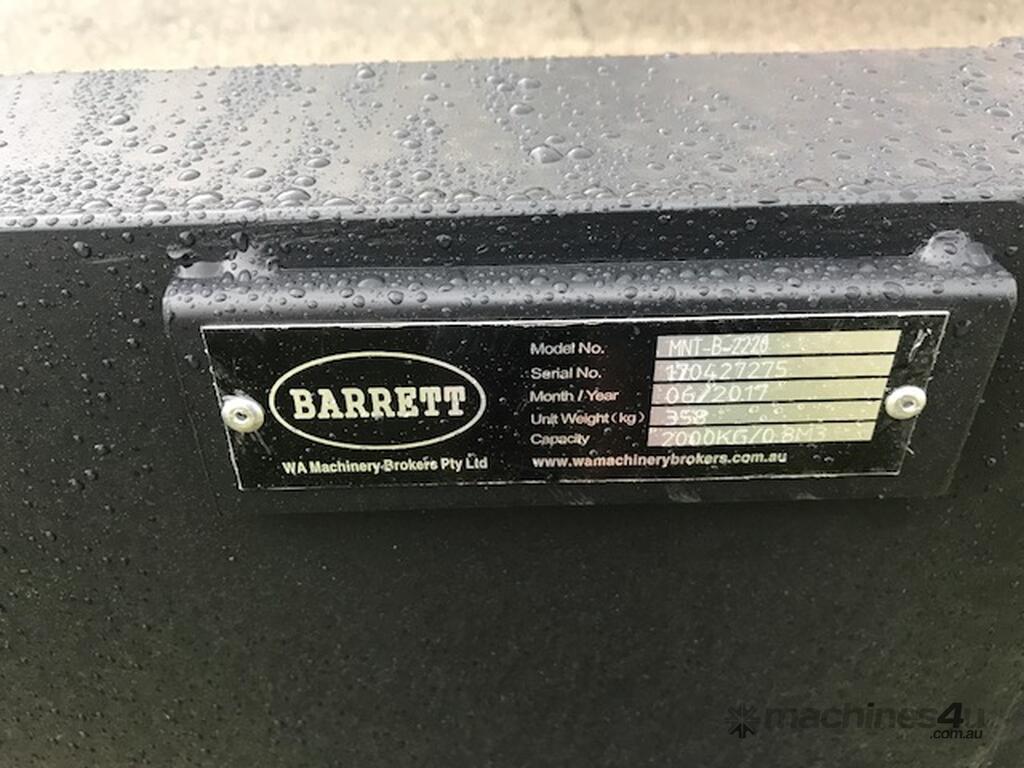 BARRETT
WA Machinery Brokers Pty Ltd
Model No. MNT-B-2220
Serial No. 170427275
Month / Year 06/2017
Unit Weight(kg) 358
Capacity 2000KG/0.8M3
www.wamachinerybrokers.com.au
machines4u
.com.au